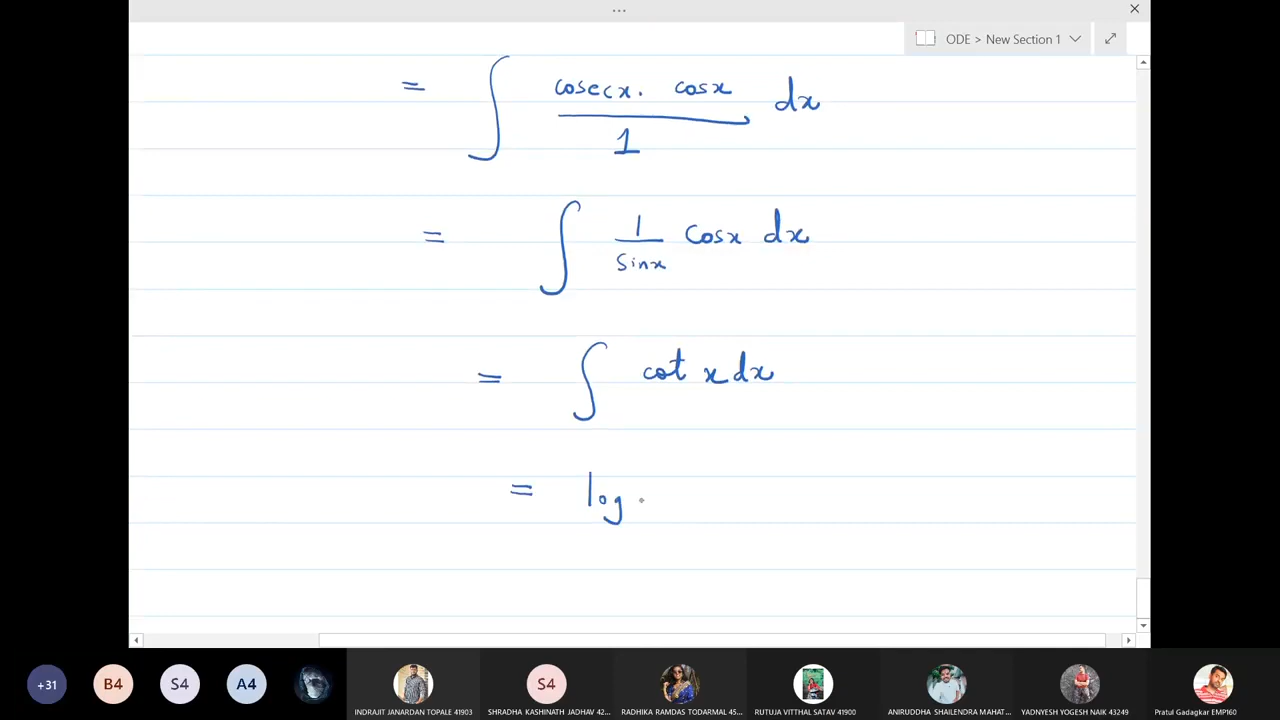 ODE > New Section 1
= ∫ cosecx. cosx / 1 dx
= ∫ 1 / sinx cosx dx
= ∫ cot x dx
= log
+31 B4 S4 A4 S4
INDRAJIT JANARDAN TOPALE 41903 SHRADHA KASHINATH JADHAV 42... RADHIKA RAMDAS TODARMAL 45... RUTUJA VITTHAL SATAV 41900 ANIRUDDHA SHAILENDRA MAHAT... YADNYESH YOGESH NAIK 43249 Pratul Gadagkar EMP160